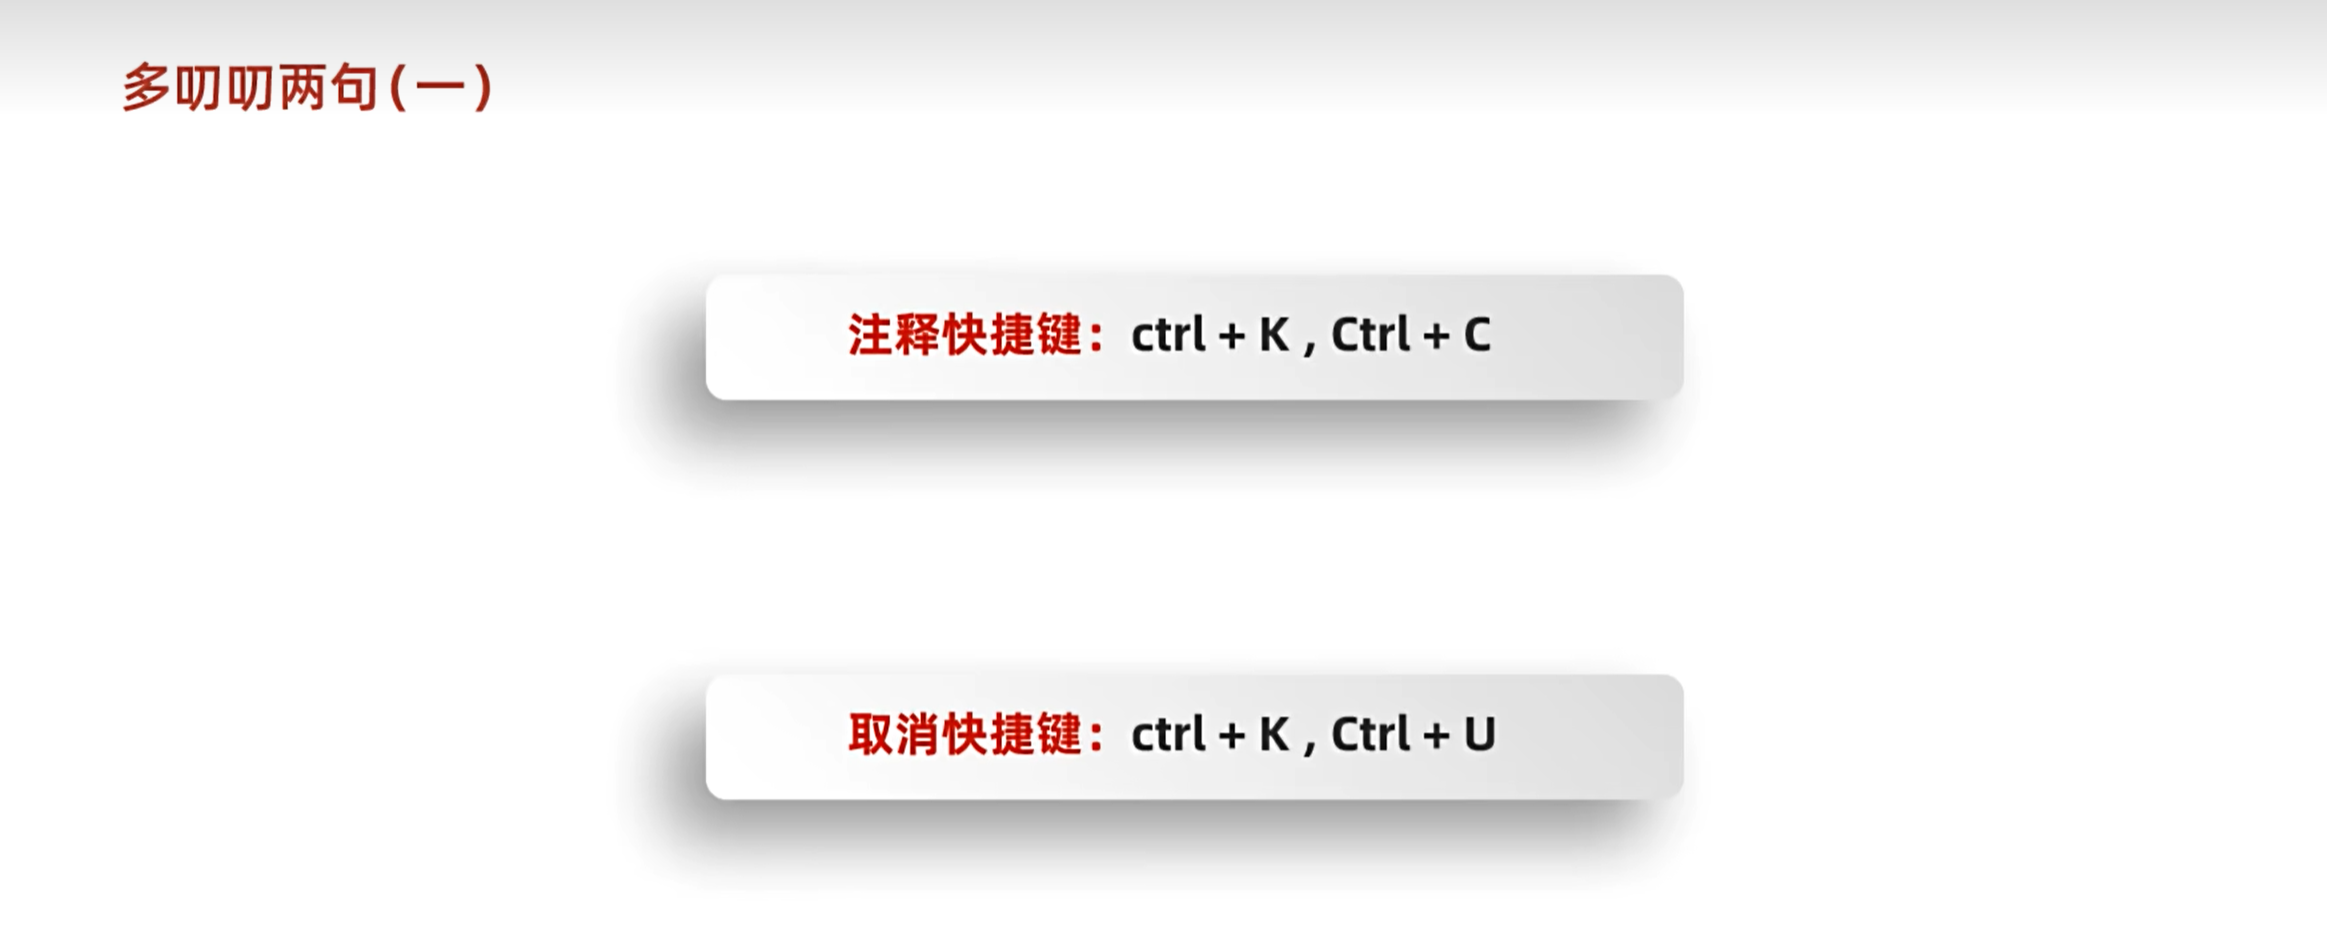 多叨叨两句(一)
注释快捷键：ctrl + K , Ctrl + C
取消快捷键：ctrl + K , Ctrl + U